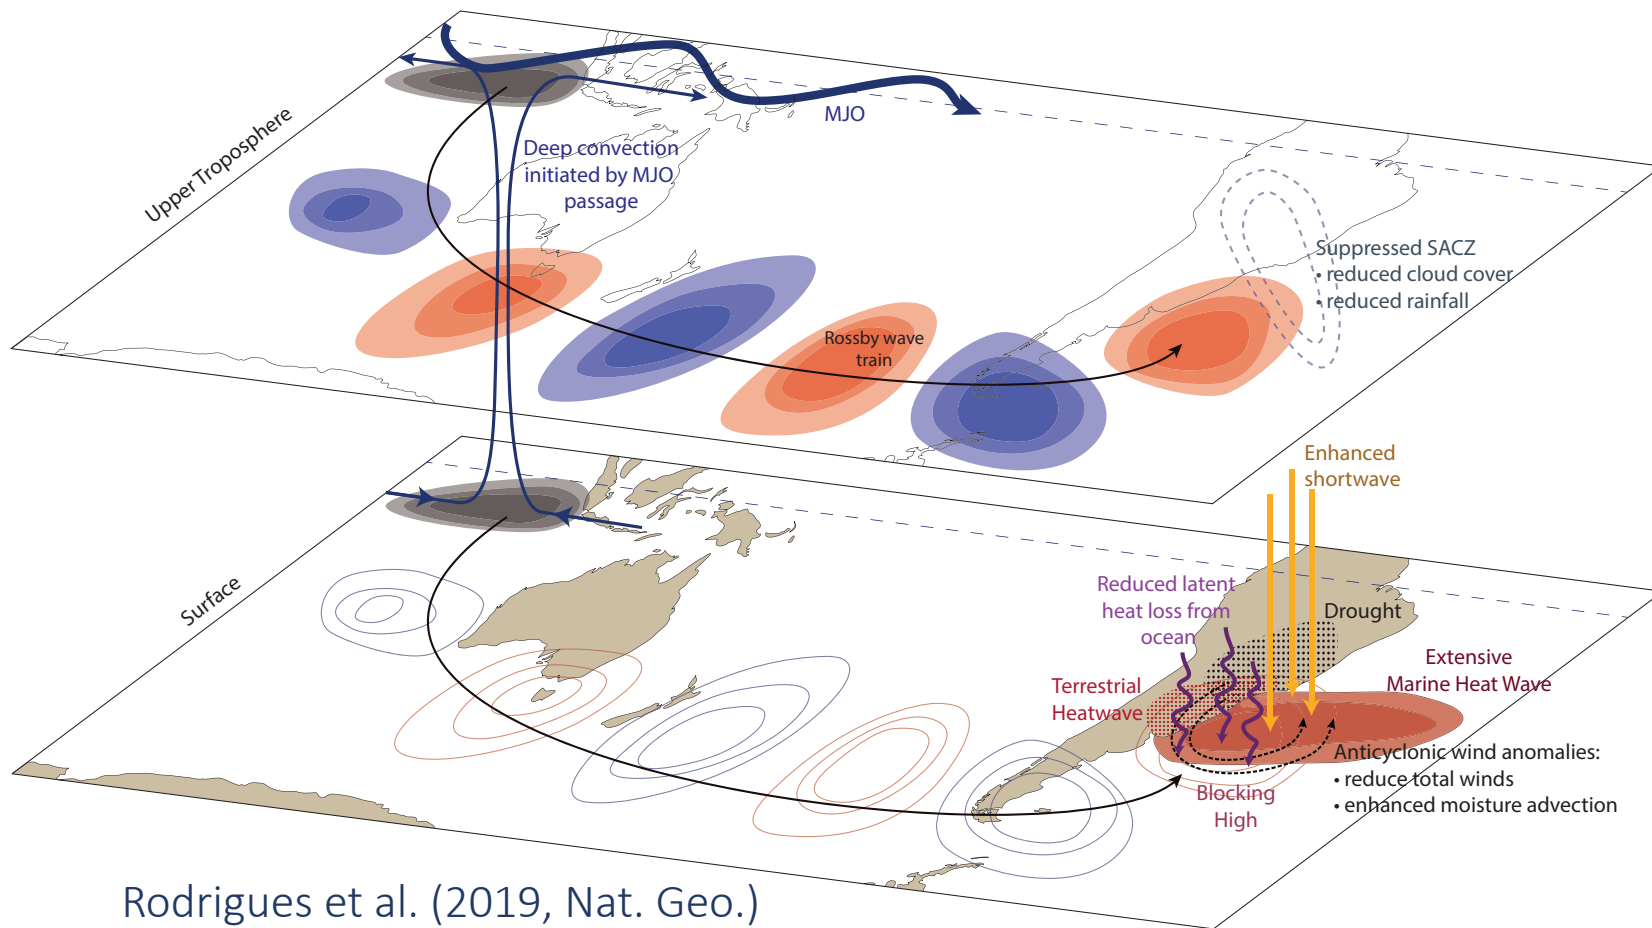 Upper Troposphere
MJO
Deep convection
initiated by MJO
passage
Suppressed SACZ
• reduced cloud cover
• reduced rainfall
Rossby wave
train
Enhanced
shortwave
Surface
Reduced latent
heat loss from
ocean
Drought
Extensive
Marine Heat Wave
Terrestrial
Heatwave
Anticyclonic wind anomalies:
• reduce total winds
• enhanced moisture advection
Blocking
High
Rodrigues et al. (2019, Nat. Geo.)